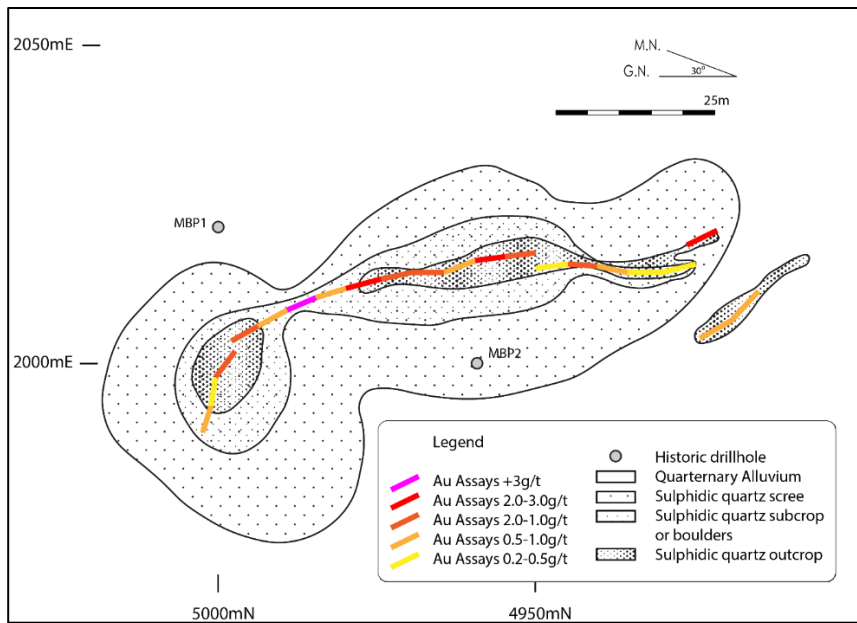 2050mE
M.N.
G.N.
30°
25m
MBP1
2000mE
MBP2
Legend
Au Assays +3g/t
Au Assays 2.0-3.0g/t
Au Assays 2.0-1.0g/t
Au Assays 0.5-1.0g/t
Au Assays 0.2-0.5g/t
Historic drillhole
Quarternary Alluvium
Sulphidic quartz scree
Sulphidic quartz subcrop
or boulders
Sulphidic quartz outcrop
5000mN
4950mN